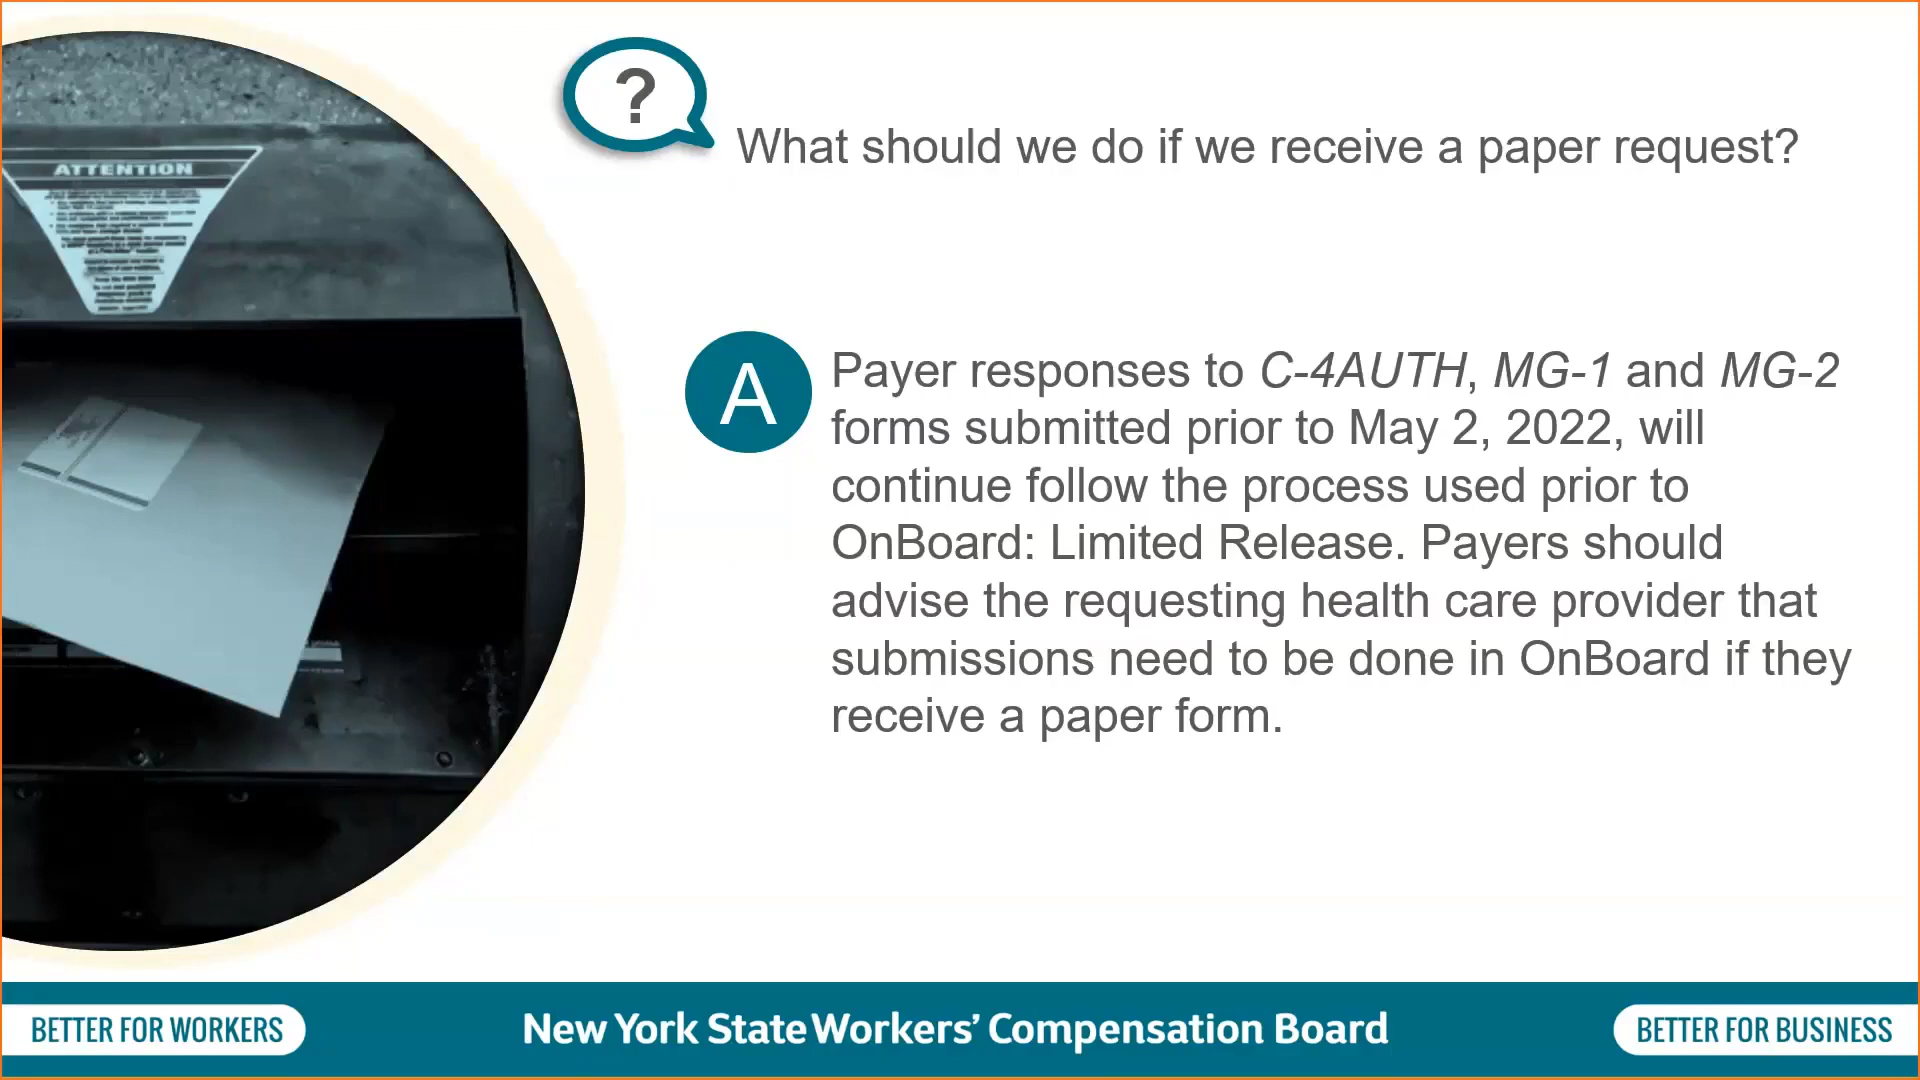 ?
What should we do if we receive a paper request?
ATTENTION
A
Payer responses to C-4AUTH, MG-1 and MG-2
forms submitted prior to May 2, 2022, will
continue follow the process used prior to
OnBoard: Limited Release. Payers should
advise the requesting health care provider that
submissions need to be done in OnBoard if they
receive a paper form.
BETTER FOR WORKERS
New York State Workers’ Compensation Board
BETTER FOR BUSINESS